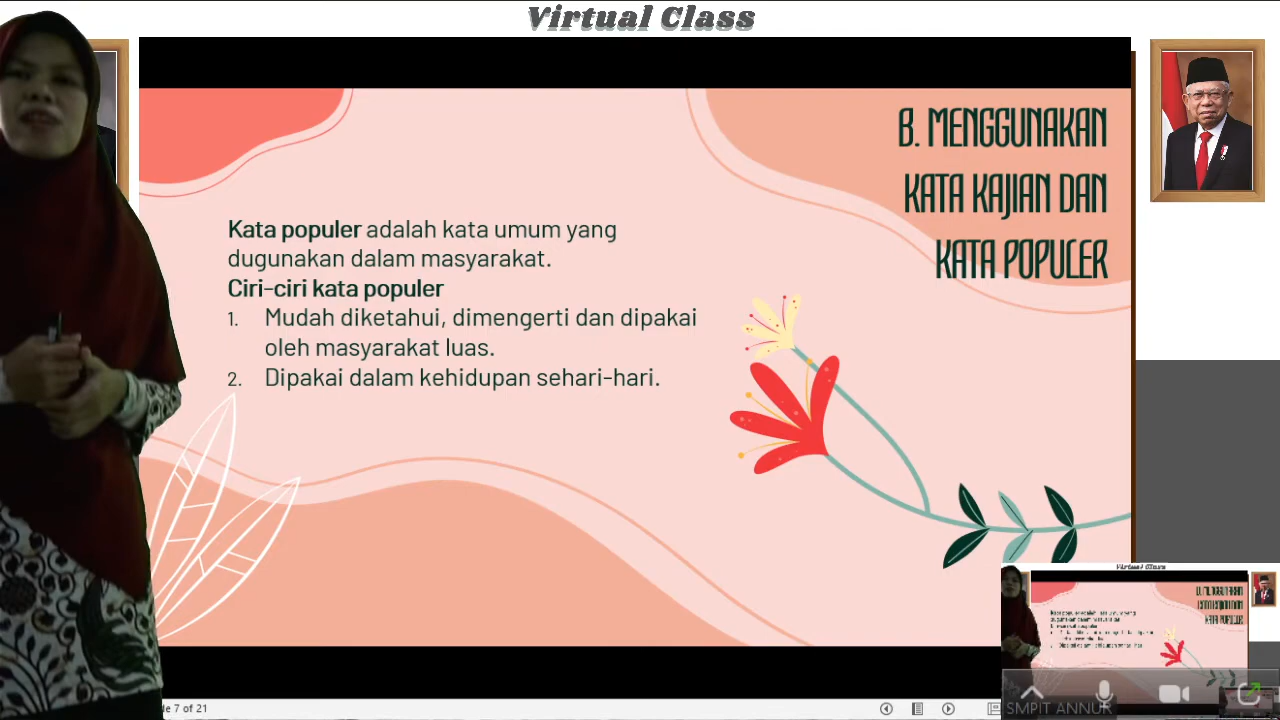 Virtual Class
B. MENGGUNAKAN
KATA KAJIAN DAN
KATA POPULER
Kata populer adalah kata umum yang
dugunakan dalam masyarakat.
Ciri-ciri kata populer
1. Mudah diketahui, dimengerti dan dipakai
oleh masyarakat luas.
2. Dipakai dalam kehidupan sehari-hari.
7 of 21
SMPIT ANNUR